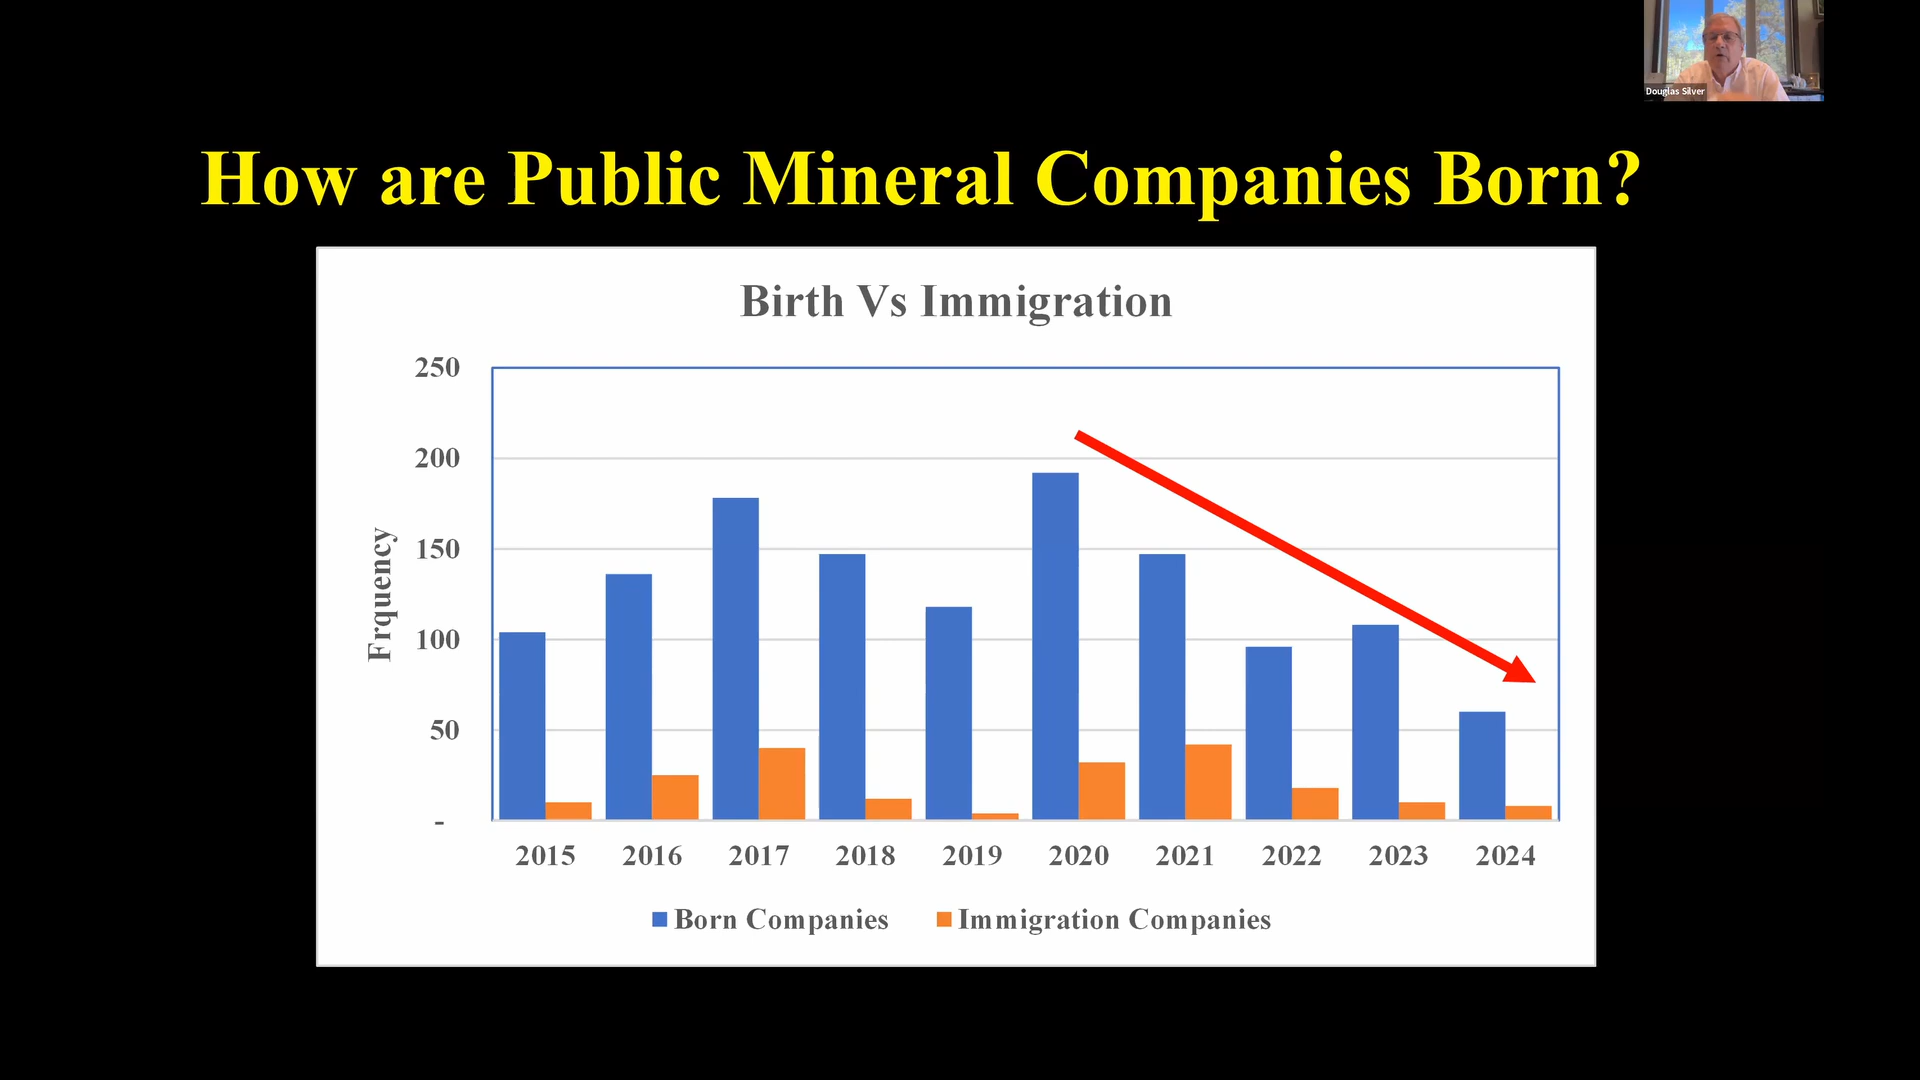 Douglas Silver
How are Public Mineral Companies Born?
Birth Vs Immigration
250
200
150
100
50
-
Frquency
2015 2016 2017 2018 2019 2020 2021 2022 2023 2024
Born Companies Immigration Companies